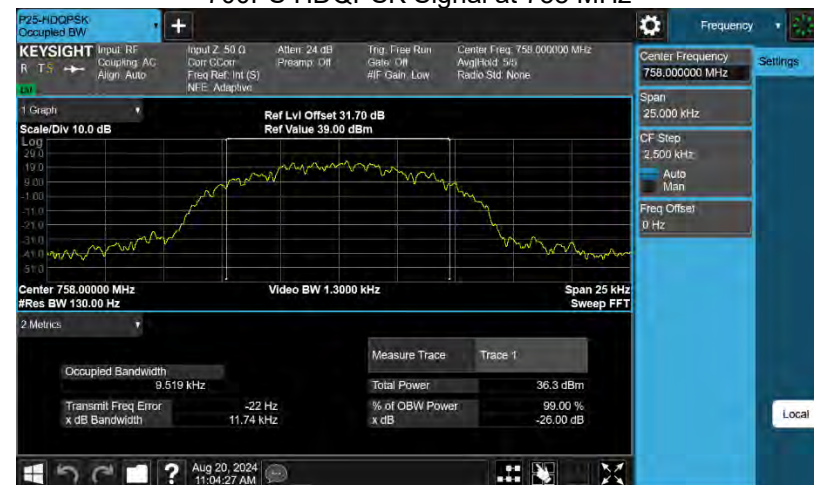 700PS HDQPSK Signal at 758 MHz
P25-HDQPSK
Occupied BW
+
Frequency
KEYSIGHT Input: RF
R T S Coupling: AC
Align: Auto
Input Z: 50 Ω
Corr CCorr
Freq Ref: Int (S)
NFE: Adaptive
Atten: 24 dB
Preamp: Off
Trig: Free Run
Gate: Off
#IF Gain: Low
Center Freq: 758.000000 MHz
Avg|Hold: 5/5
Radio Std: None
Center Frequency
758.000000 MHz
Settings
Span
25.000 kHz
CF Step
2.500 kHz
Auto
Man
Freq Offset
0 Hz
Local
1 Graph
Scale/Div 10.0 dB
Ref Lvl Offset 31.70 dB
Ref Value 39.00 dBm
Log
29.0
19.0
9.00
-1.00
-11.0
-21.0
-31.0
-41.0
-51.0
Center 758.00000 MHz
#Res BW 130.00 Hz
Video BW 1.3000 kHz
Span 25 kHz
Sweep FFT
2 Metrics
Measure Trace Trace 1
Occupied Bandwidth
9.519 kHz
Total Power 36.3 dBm
Transmit Freq Error -22 Hz
% of OBW Power 99.00 %
x dB Bandwidth 11.74 kHz
x dB -26.00 dB
?
Aug 20, 2024
11:04:27 AM